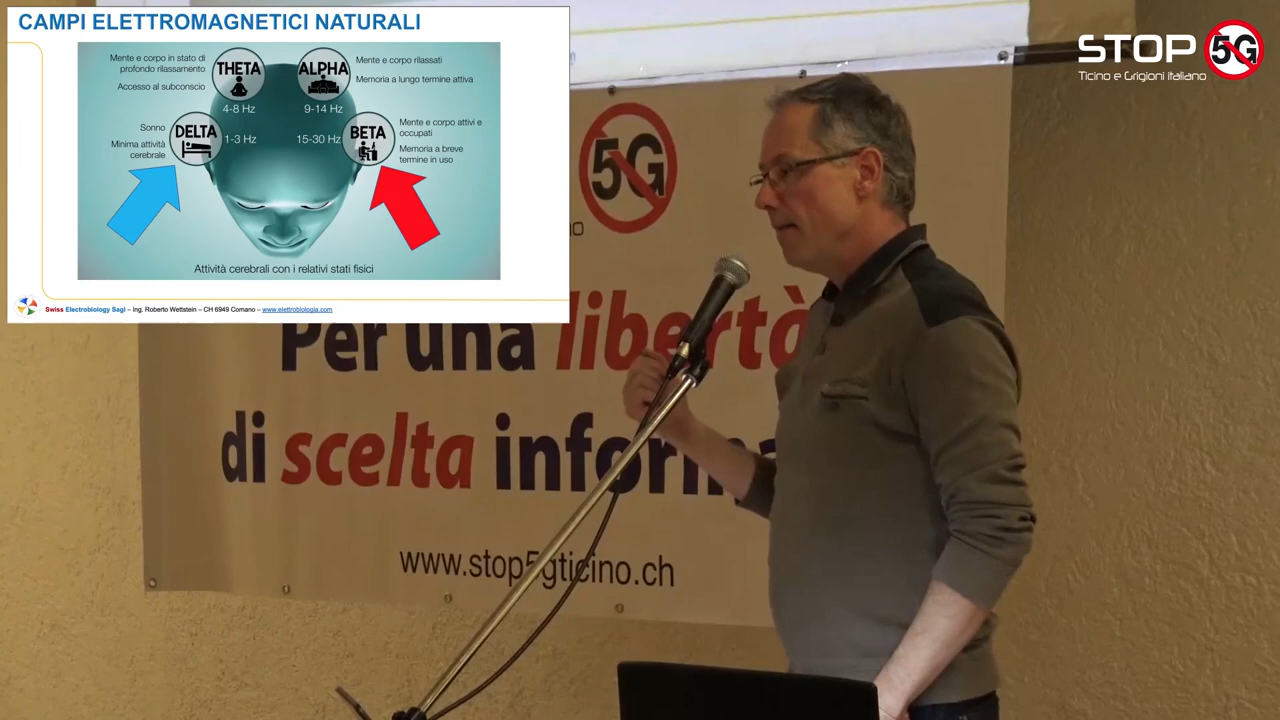 CAMPI ELETTROMAGNETICI NATURALI
Mente e corpo in stato di
profondo rilassamento
Accesso al subconscio
THETA
4-8 Hz
ALPHA
9-14 Hz
Mente e corpo rilassati
Memoria a lungo termine attiva
Sonno
Minima attività
cerebrale
DELTA
1-3 Hz
15-30 Hz
BETA
Mente e corpo attivi e
occupati
Memoria a breve
termine in uso
Attività cerebrali con i relativi stati fisici
Swiss Electrobiology Sagl – Ing. Roberto Wettstein – CH 6949 Comano – www.elettrobiologia.com
STOP 5G
Ticino e Grigioni italiano
5G
Per una libertà
di scelta
www.stop5gticino.ch